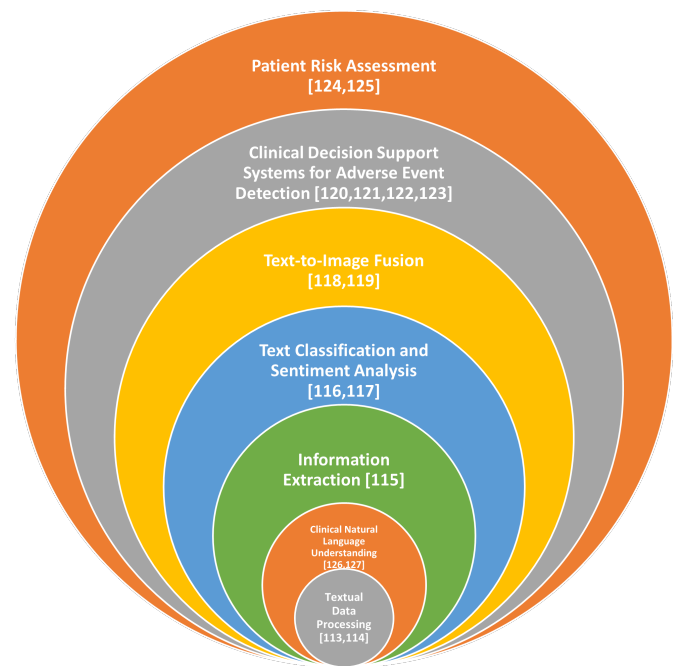 Patient Risk Assessment
[124,125]
Clinical Decision Support
Systems for Adverse Event
Detection [120,121,122,123]
Text-to-Image Fusion
[118,119]
Text Classification and
Sentiment Analysis
[116,117]
Information
Extraction [115]
Clinical Natural
Language
Understanding
[126,127]
Textual
Data
Processing
[113,114]